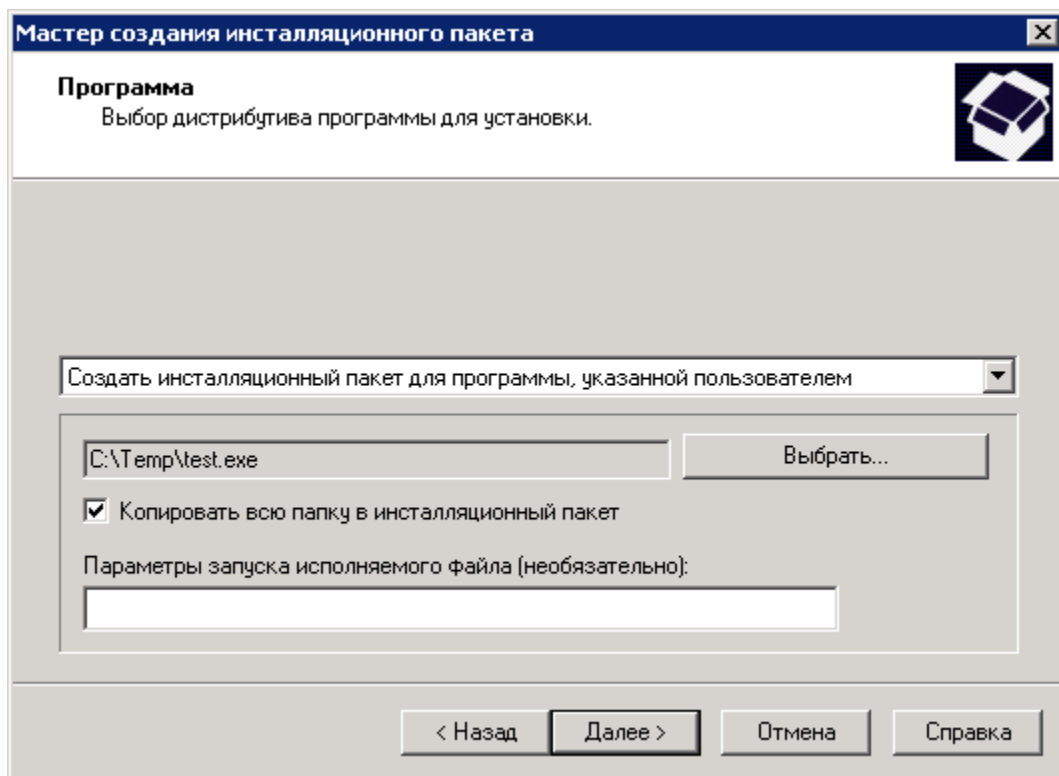 Мастер создания инсталляционного пакета
Программа
Выбор дистрибутива программы для установки.
Создать инсталляционный пакет для программы, указанной пользователем
C:\Temp\test.exe
Выбрать...
Копировать всю папку в инсталляционный пакет
Параметры запуска исполняемого файла (необязательно):
< Назад
Далее >
Отмена
Справка